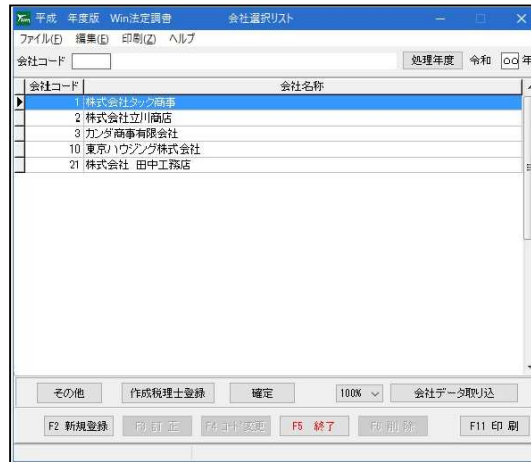 平成 年度版 Win法定調書 会社選択リスト
ファイル(F) 編集(E) 印刷(Z) ヘルプ
会社コード 処理年度 令和 ○○ 年
会社コード 会社名称
1 株式会社タック商事
2 株式会社立川商店
3 カンダ商事有限会社
10 東京ハウジング株式会社
21 株式会社 田中工務店
その他 作成税理士登録 確定 100% 会社データ取り込
F2 新規登録 F3 訂 正 F4 コード変更 F5 終了 F8 削 除 F11 印 刷